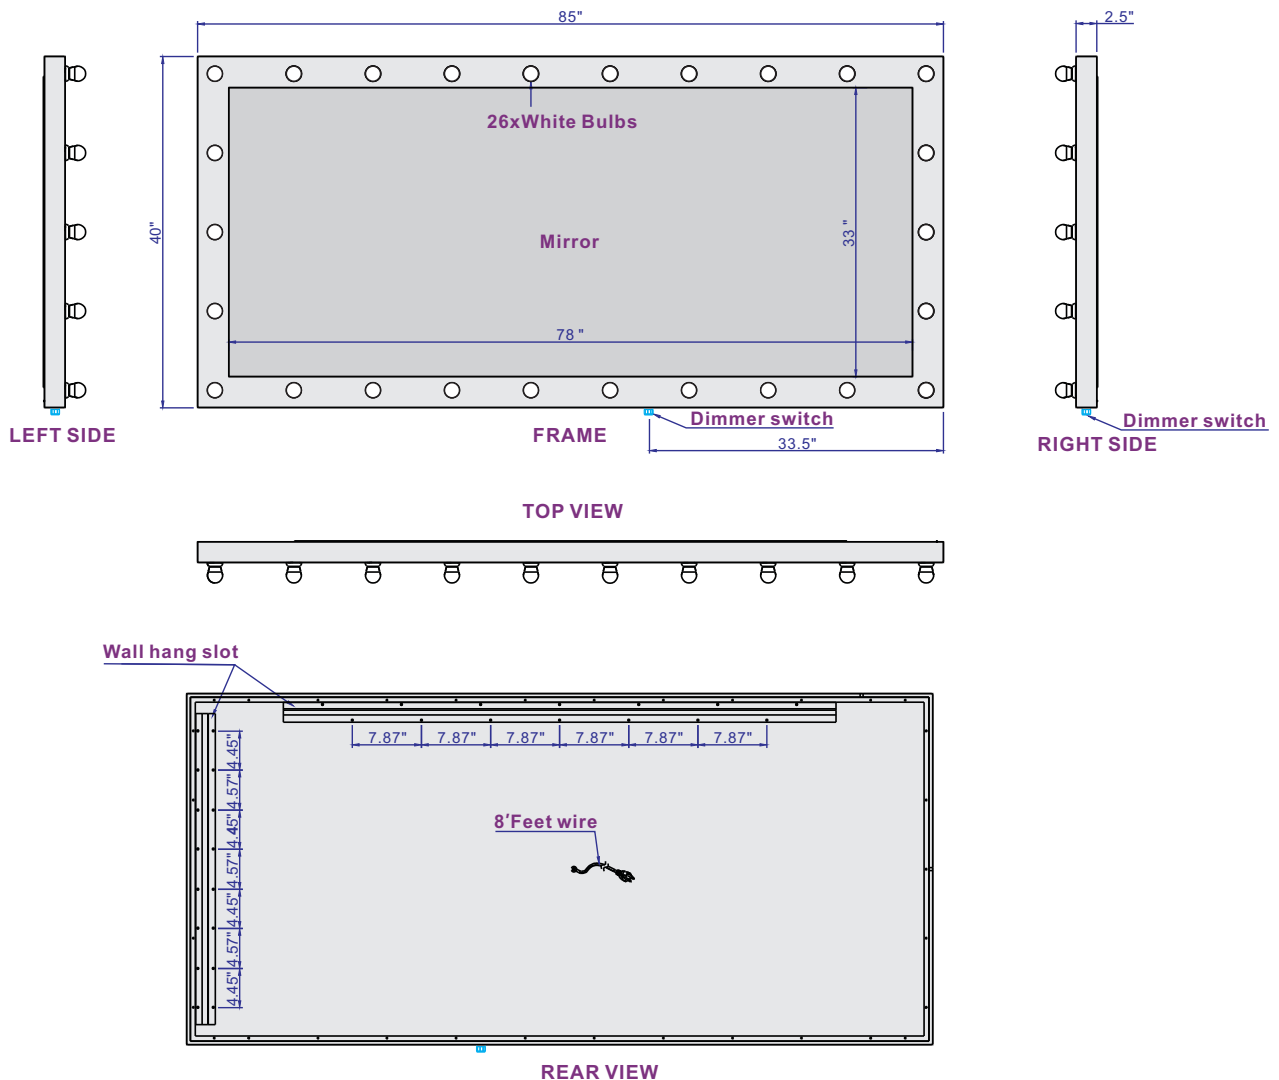 85"
2.5"
26xWhite Bulbs
40"
33 "
Mirror
78 "
Dimmer switch
Dimmer switch
LEFT SIDE
FRAME
33.5"
RIGHT SIDE
TOP VIEW
Wall hang slot
7.87" 7.87" 7.87" 7.87" 7.87" 7.87"
4.45"
4.57"
4.45"
4.57"
4.45"
4.57"
4.45"
8'Feet wire
REAR VIEW